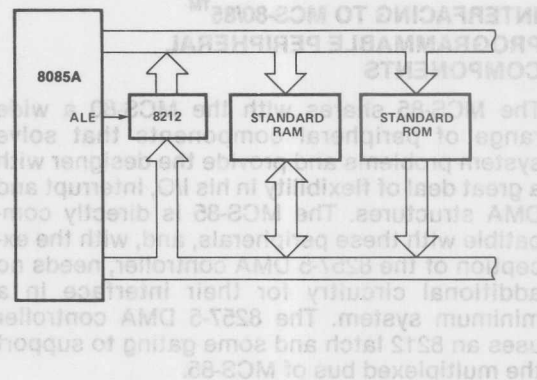 8085A
ALE
8212
STANDARD
RAM
STANDARD
ROM
INTERFACING TO MCS-80/85™
PROGRAMMABLE PERIPHERAL
COMPONENTS
The MCS-85 shares with the MCS-80 a wide
range of peripheral components that solve
system problems and provide the designer with
a great deal of flexibility in his I/O, Interrupt and
DMA structures. The MCS-85 is directly com-
patible with these peripherals, and, with the ex-
ception of the 8257-5 DMA controller, needs no
additional circuitry for their interface in a
minimum system. The 8257-5 DMA controller
uses an 8212 latch and some gating to support
the multiplexed bus of MCS-85.